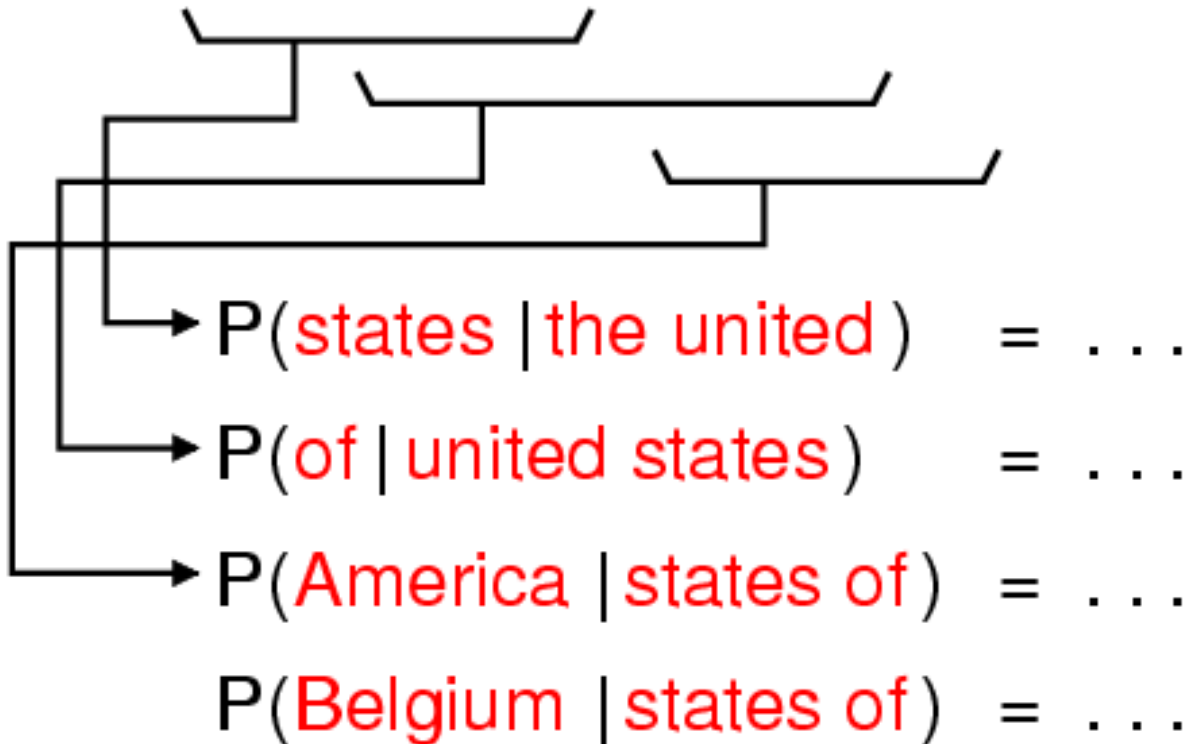 P(states | the united ) = . . .
P(of | united states ) = . . .
P(America | states of ) = . . .
P(Belgium | states of ) = . . .